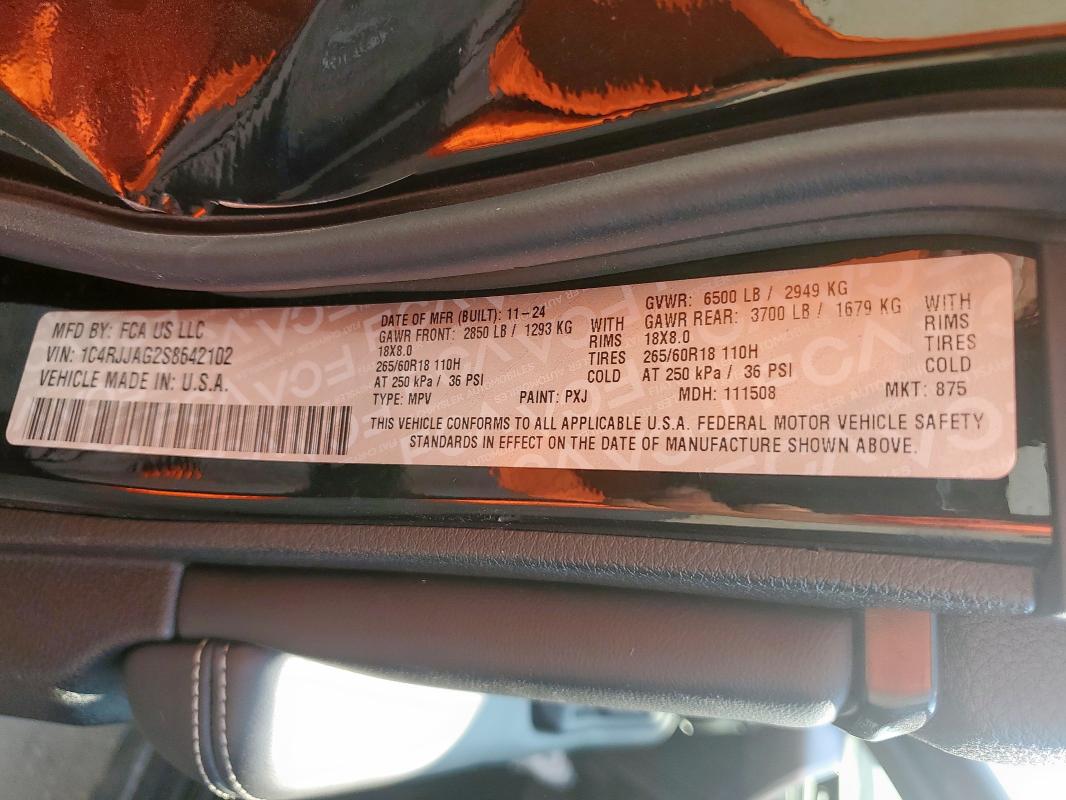 MFD BY: FCA US LLC
VIN: 1C4RJJAG2S8642102
VEHICLE MADE IN: U.S.A.
DATE OF MFR (BUILT): 11-24
GAWR FRONT: 2850 LB / 1293 KG WITH
18X8.0 RIMS
265/60R18 110H TIRES
AT 250 kPa / 36 PSI COLD
GVWR: 6500 LB / 2949 KG
GAWR REAR: 3700 LB / 1679 KG WITH
18X8.0 RIMS
265/60R18 110H TIRES
AT 250 kPa / 36 PSI COLD
TYPE: MPV PAINT: PXJ MDH: 111508 MKT: 875
THIS VEHICLE CONFORMS TO ALL APPLICABLE U.S.A. FEDERAL MOTOR VEHICLE SAFETY
STANDARDS IN EFFECT ON THE DATE OF MANUFACTURE SHOWN ABOVE.